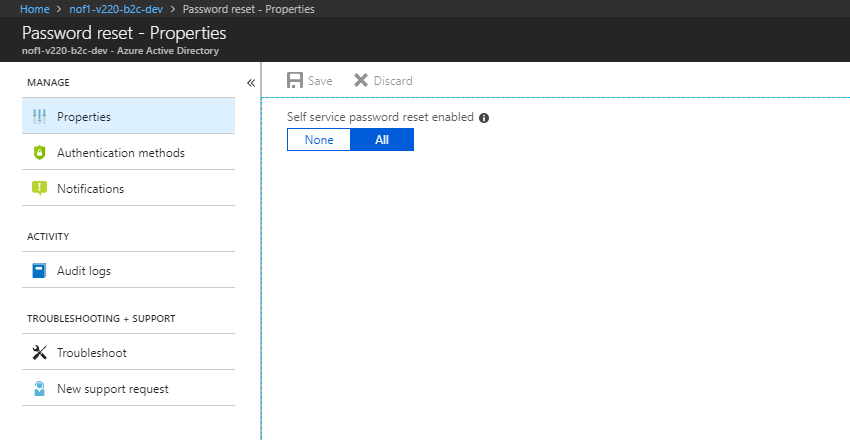 Home > nof1-v220-b2c-dev > Password reset - Properties
Password reset - Properties
nof1-v220-b2c-dev - Azure Active Directory
MANAGE
Properties
Authentication methods
Notifications
ACTIVITY
Audit logs
TROUBLESHOOTING + SUPPORT
Troubleshoot
New support request
Save Discard
Self service password reset enabled
None All